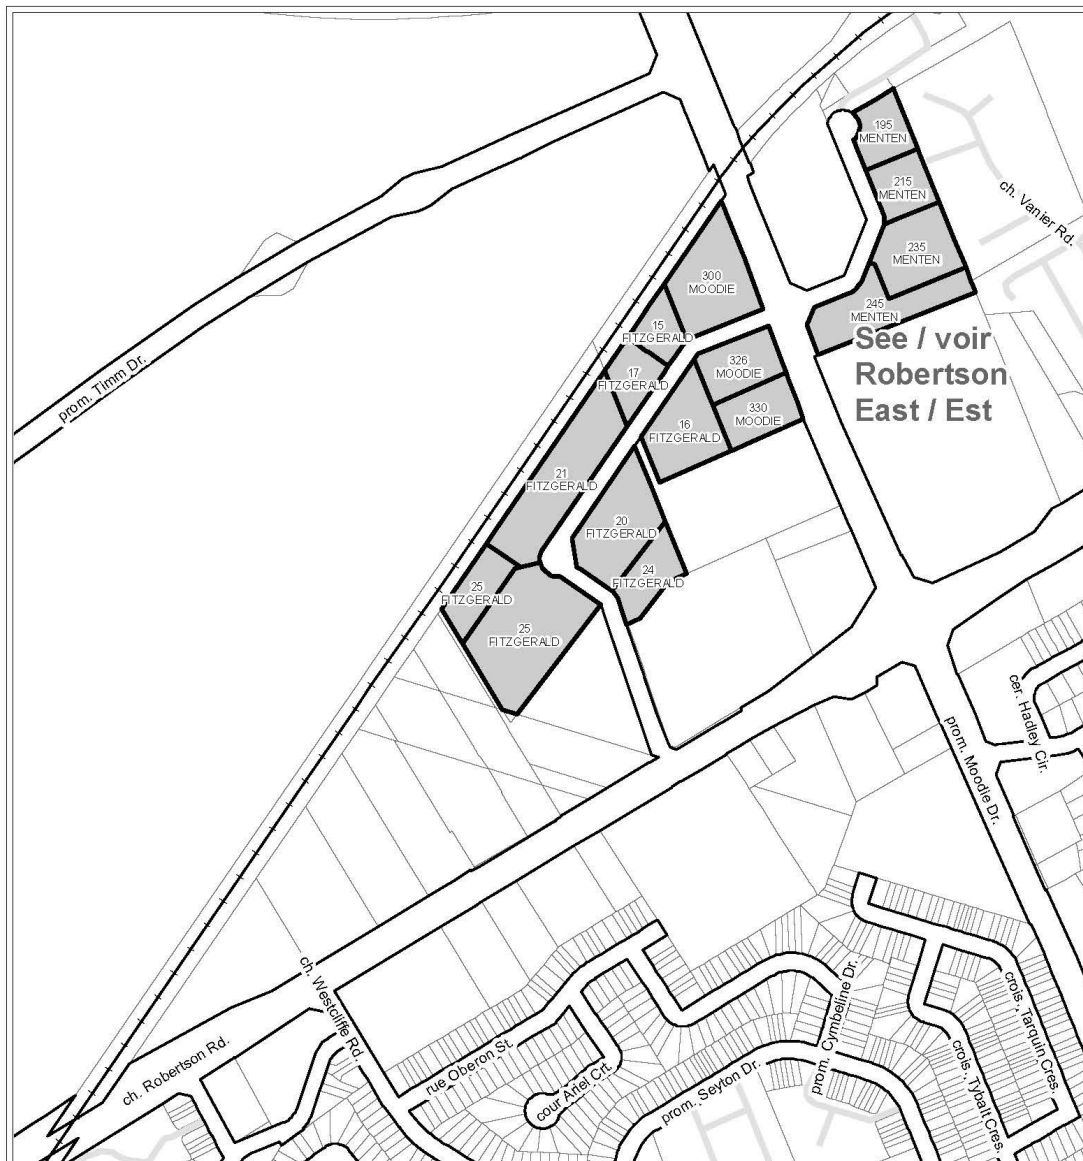 195
MENTEN
215
MENTEN
ch. Vanier Rd.
235
MENTEN
300
MOODIE
245
MENTEN
15
FITZGERALD
See / voir
Robertson
East / Est
prom. Timm Dr.
326
MOODIE
17
FITZGERALD
330
MOODIE
16
FITZGERALD
21
FITZGERALD
20
FITZGERALD
24
FITZGERALD
25
FITZGERALD
25
FITZGERALD
cer. Hadley Cir.
prom. Moodie Dr.
ch. Westcliffe Rd.
prom. Cymbeline Dr.
crois. Tarquin Cres.
ch. Robertson Rd.
rue Oberon St.
cour Ariel Crt.
prom. Seyton Dr.
crois. Tybalt Cres.